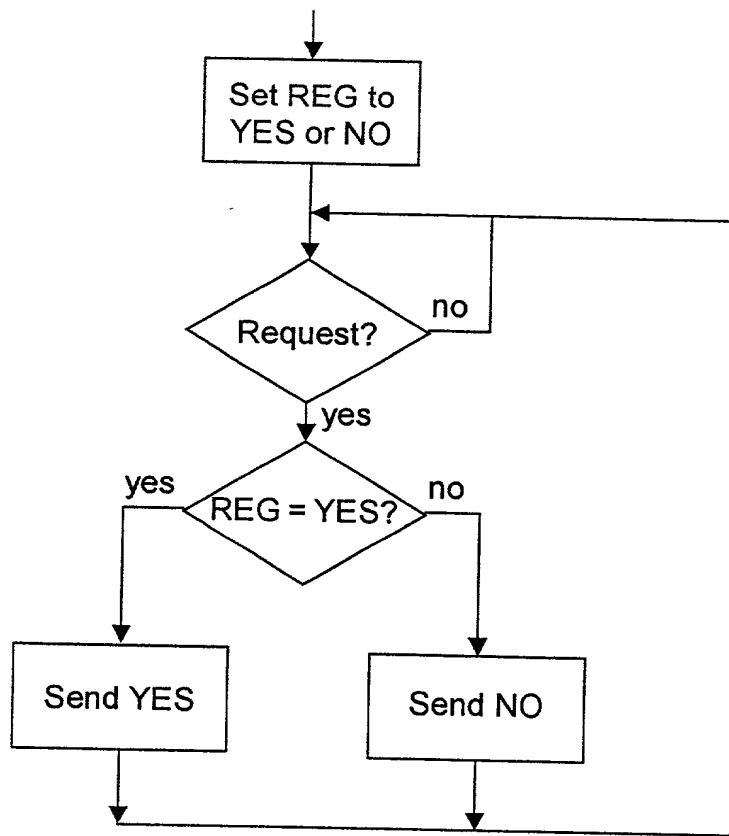 Set REG to
YES or NO
no
Request?
yes
yes
no
REG = YES?
Send YES
Send NO